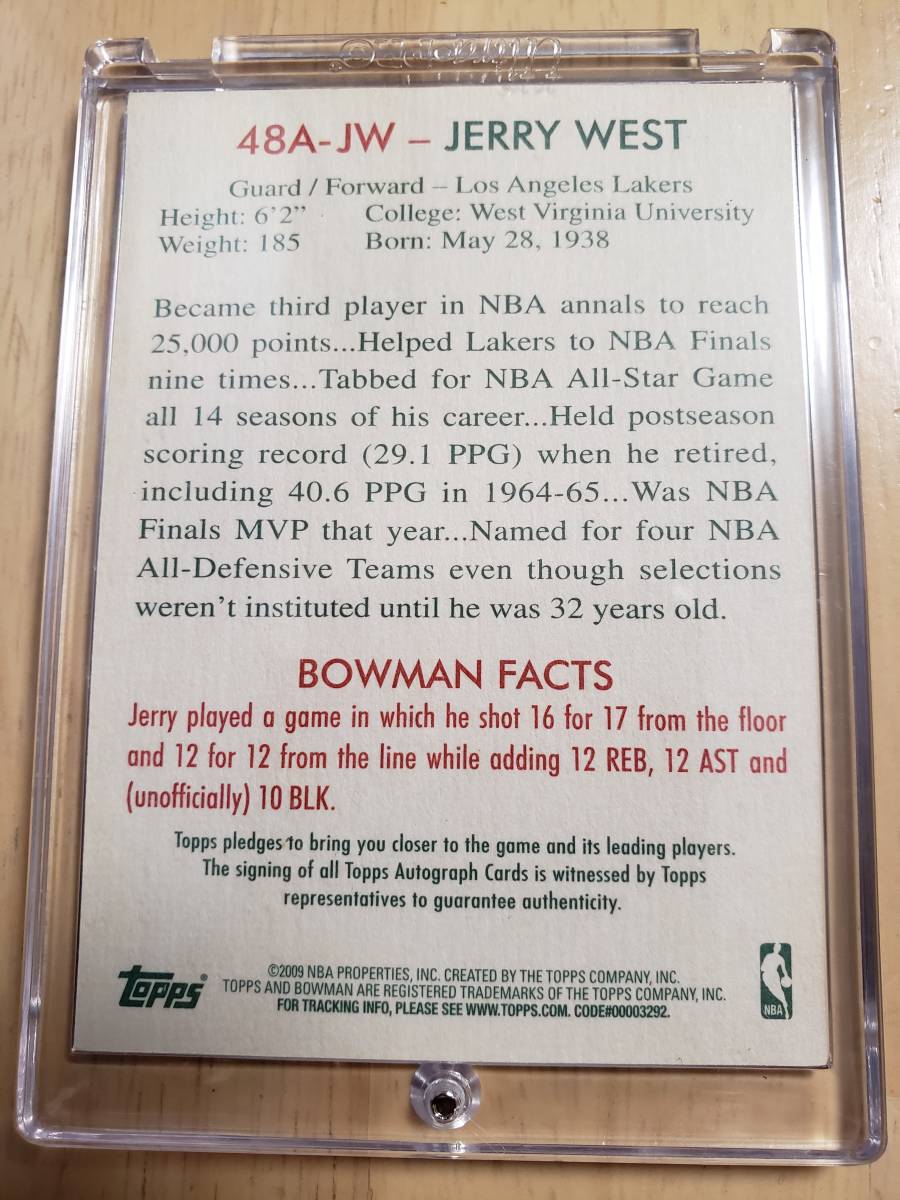 48A-JW – JERRY WEST
Guard / Forward – Los Angeles Lakers
Height: 6’2” College: West Virginia University
Weight: 185 Born: May 28, 1938
Became third player in NBA annals to reach
25,000 points...Helped Lakers to NBA Finals
nine times...Tabbed for NBA All-Star Game
all 14 seasons of his career...Held postseason
scoring record (29.1 PPG) when he retired,
including 40.6 PPG in 1964-65...Was NBA
Finals MVP that year...Named for four NBA
All-Defensive Teams even though selections
weren’t instituted until he was 32 years old.
BOWMAN FACTS
Jerry played a game in which he shot 16 for 17 from the floor
and 12 for 12 from the line while adding 12 REB, 12 AST and
(unofficially) 10 BLK.
Topps pledges to bring you closer to the game and its leading players.
The signing of all Topps Autograph Cards is witnessed by Topps
representatives to guarantee authenticity.
topps®
©2009 NBA PROPERTIES, INC. CREATED BY THE TOPPS COMPANY, INC.
TOPPS AND BOWMAN ARE REGISTERED TRADEMARKS OF THE TOPPS COMPANY, INC.
FOR TRACKING INFO, PLEASE SEE WWW.TOPPS.COM. CODE#00003292.
NBA